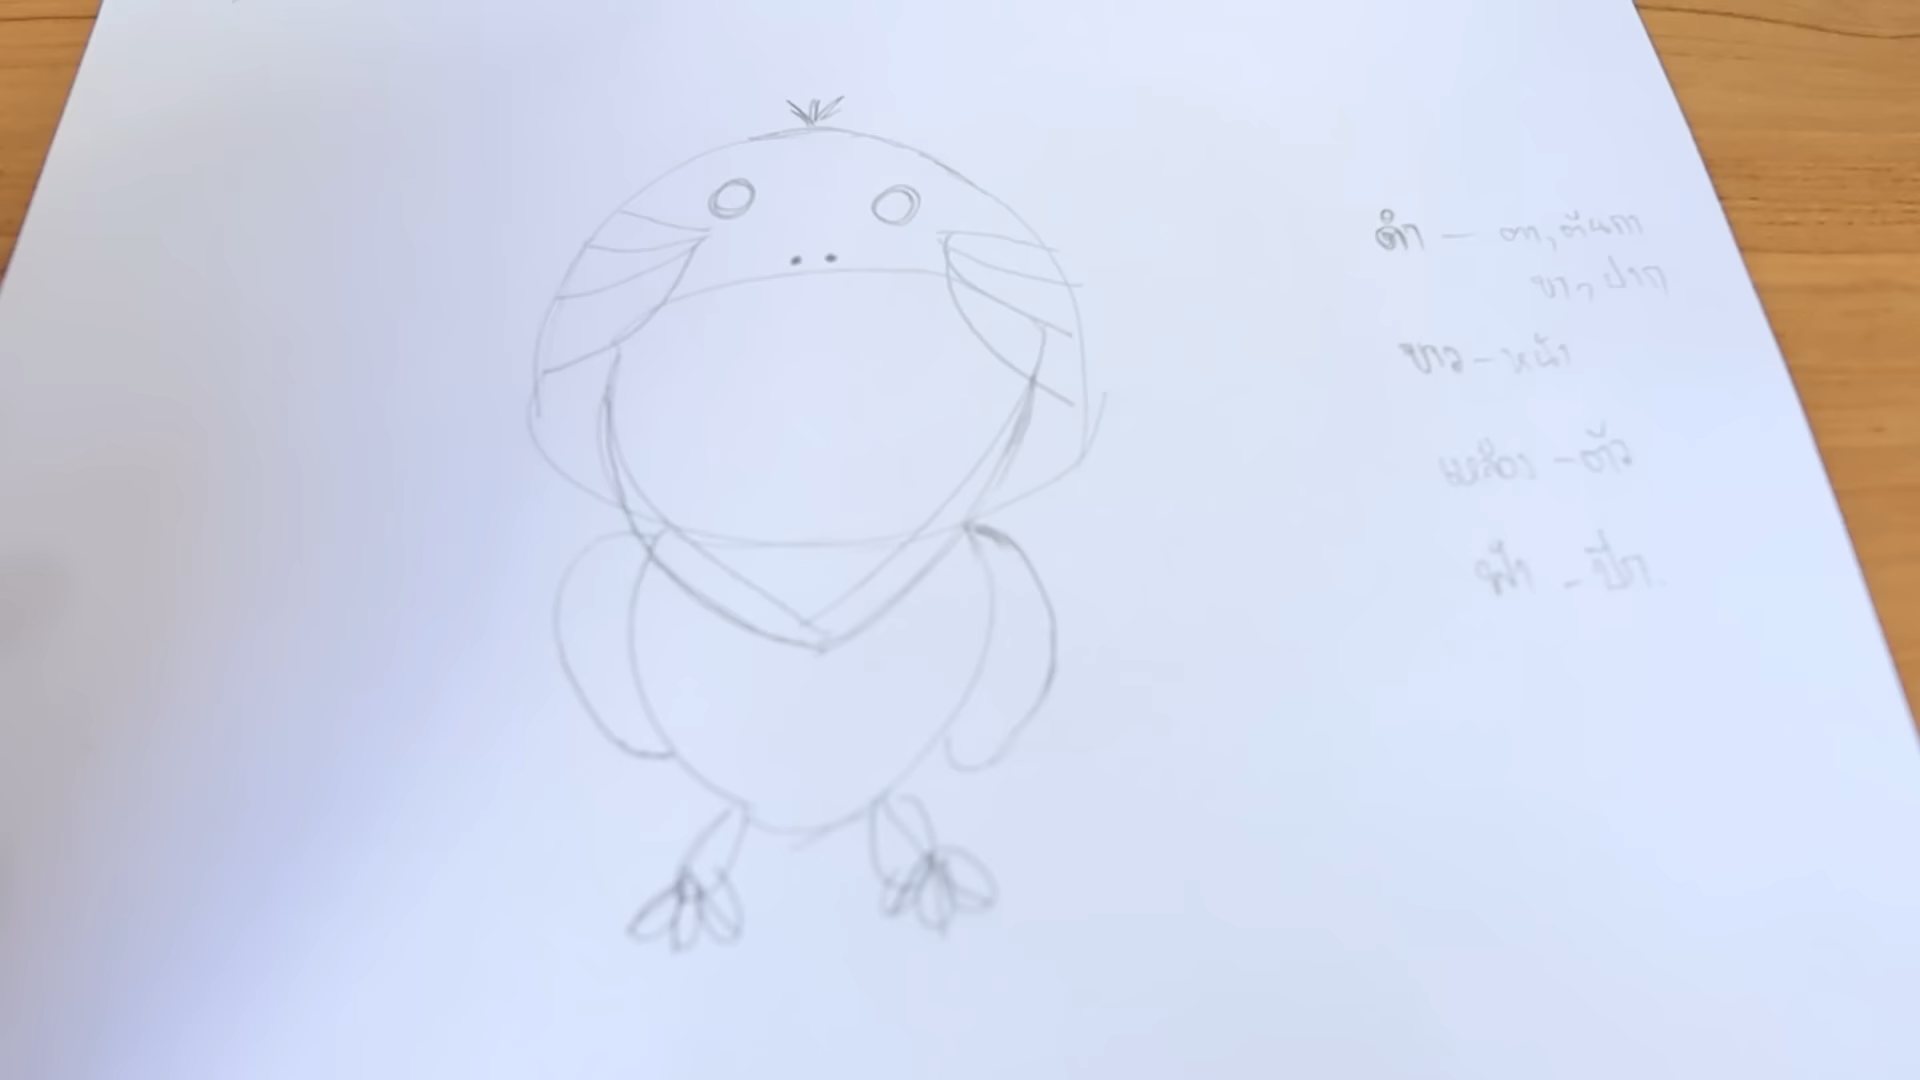 ดำ — ตา, ต้นกา
ขา, ปาก
ขาว — หน้า
เหลือง — ตัว
ฟ้า — ปีก